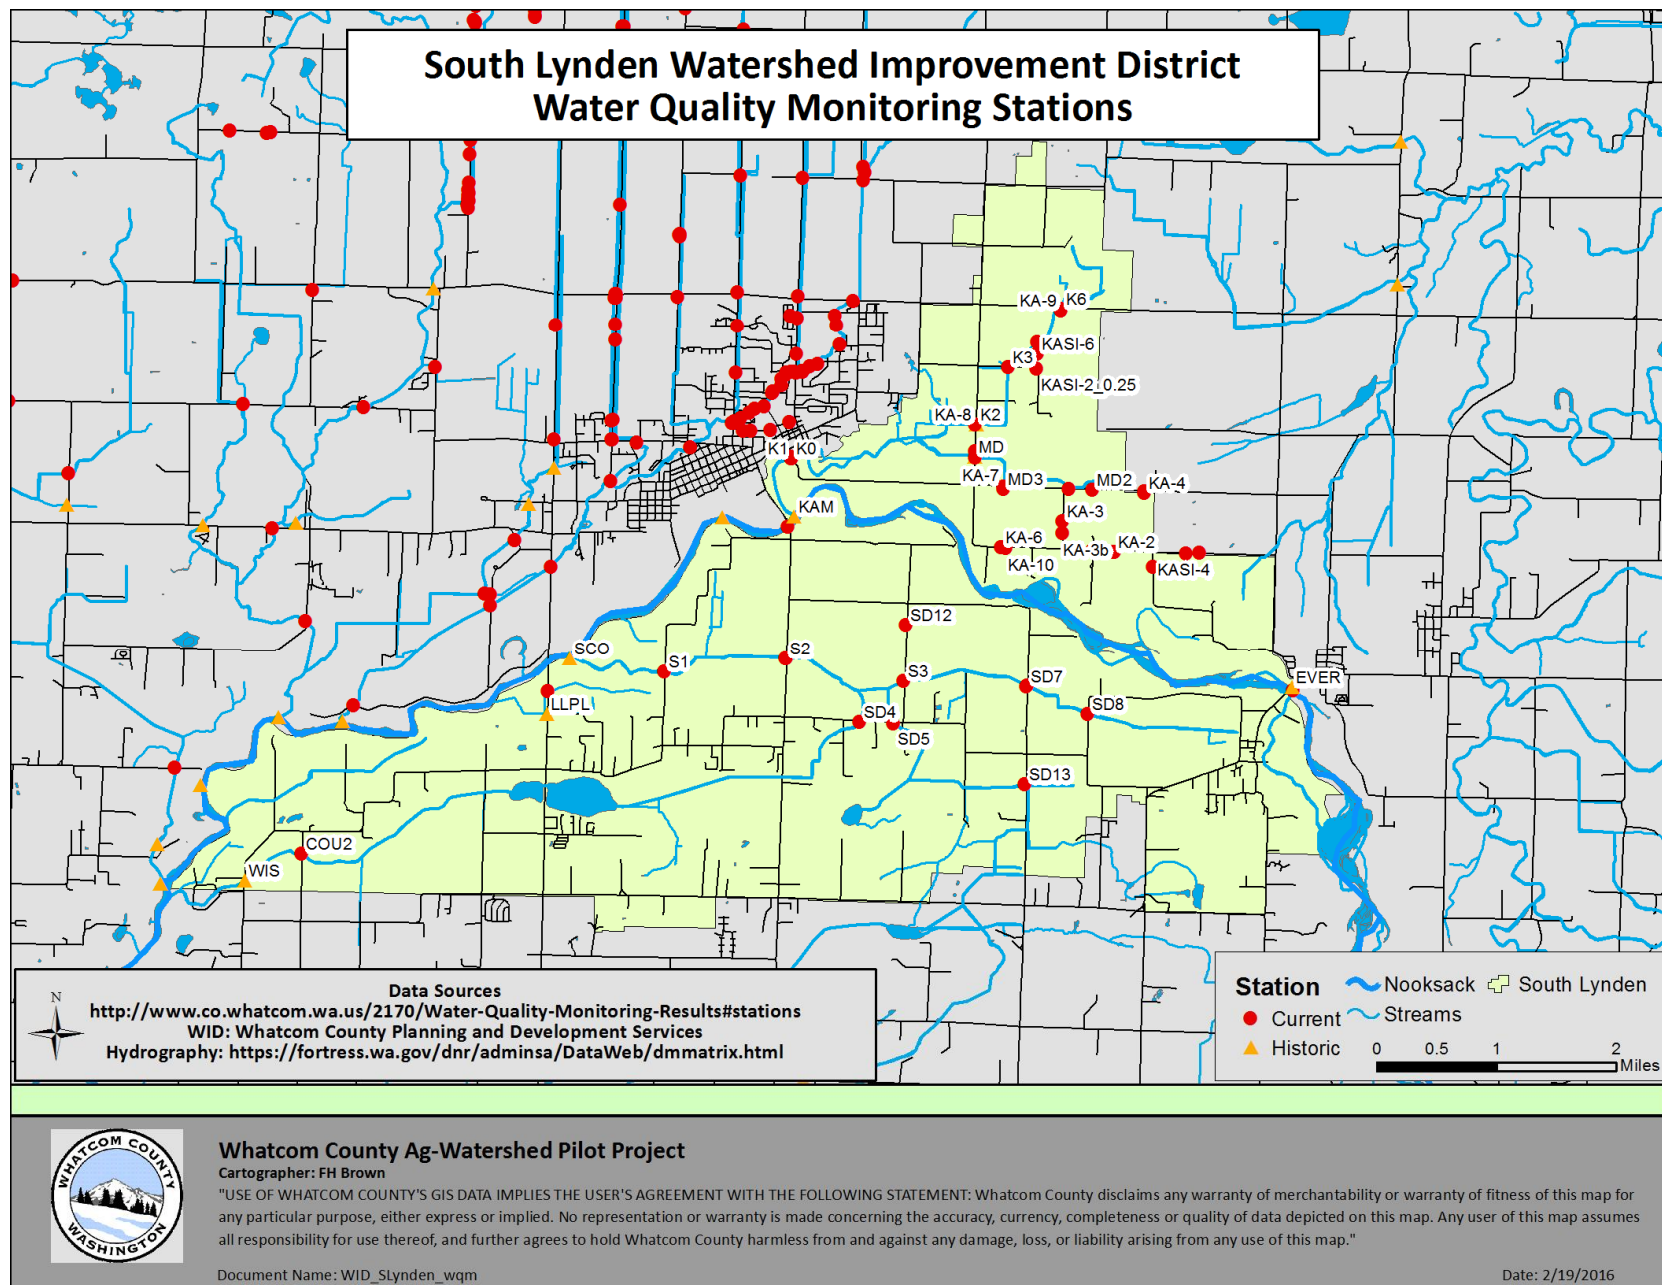 South Lynden Watershed Improvement District
Water Quality Monitoring Stations
KA-9 K6
KASI-6
K3
KASI-2_0.25
KA-8 K2
K1 K0
MD
KA-7 MD3 MD2 KA-4
KAM
KA-3
KA-6 KA-3b KA-2
KA-10 KASI-4
SD12
SCO S1 S2
S3 SD7 EVER
LLPL SD4 SD8
SD5
SD13
COU2
WIS
Data Sources
http://www.co.whatcom.wa.us/2170/Water-Quality-Monitoring-Results#stations
WID: Whatcom County Planning and Development Services
Hydrography: https://fortress.wa.gov/dnr/adminsa/DataWeb/dmmatrix.html
N
Station Nooksack South Lynden
Current Streams
Historic 0 0.5 1 2
Miles
WHATCOM COUNTY
WASHINGTON
Whatcom County Ag-Watershed Pilot Project
Cartographer: FH Brown
"USE OF WHATCOM COUNTY'S GIS DATA IMPLIES THE USER'S AGREEMENT WITH THE FOLLOWING STATEMENT: Whatcom County disclaims any warranty of merchantability or warranty of fitness of this map for
any particular purpose, either express or implied. No representation or warranty is made concerning the accuracy, currency, completeness or quality of data depicted on this map. Any user of this map assumes
all responsibility for use thereof, and further agrees to hold Whatcom County harmless from and against any damage, loss, or liability arising from any use of this map."
Document Name: WID_SLynden_wqm Date: 2/19/2016